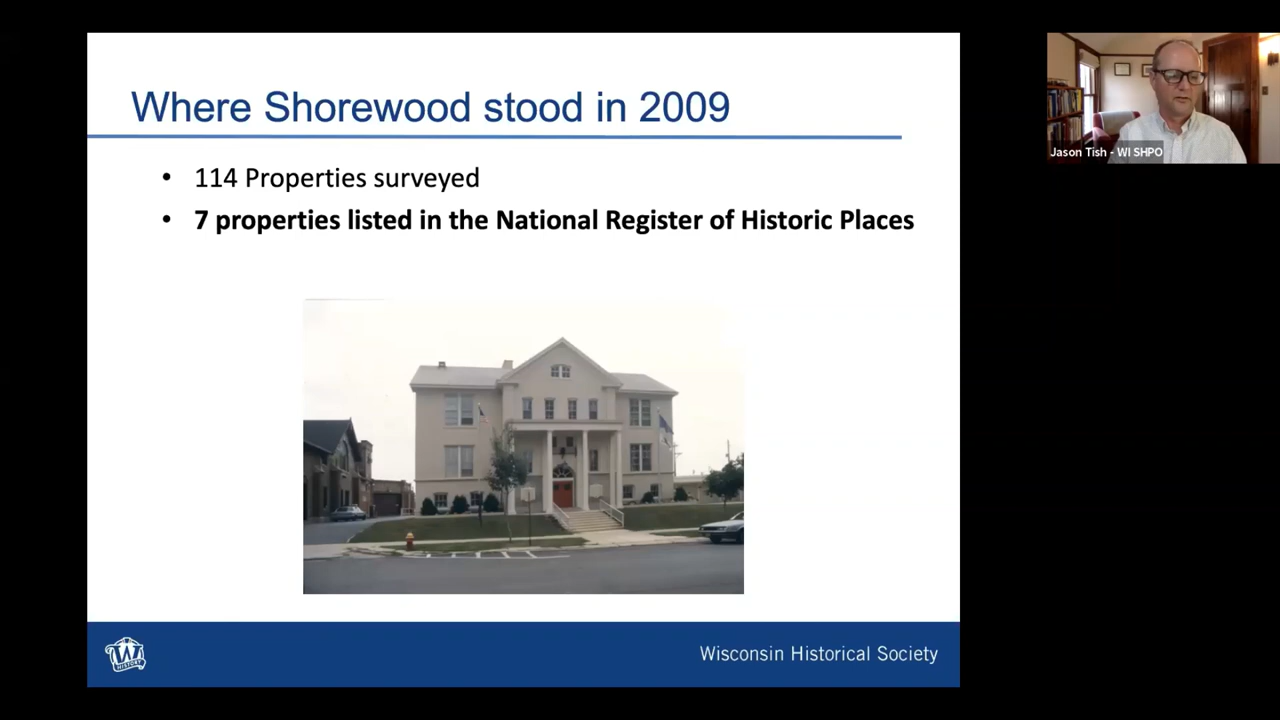 Where Shorewood stood in 2009
• 114 Properties surveyed
• 7 properties listed in the National Register of Historic Places
W
HISTORY
Wisconsin Historical Society
Jason Tish - WI SHPO